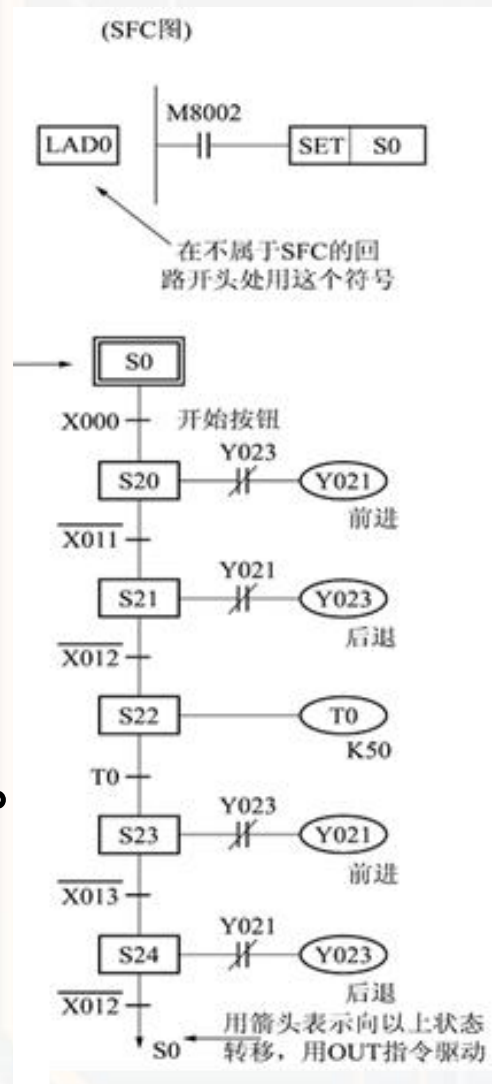 (SFC图)
M8002
LAD0
SET S0
在不属于SFC的回
路开头处用这个符号
S0
X000 开始按钮
Y023
S20 Y021
前进
X011
Y021
S21 Y023
后退
X012
S22 T0
K50
T0
Y023
S23 Y021
前进
X013
Y021
S24 Y023
后退
X012
用箭头表示向以上状态
S0 转移，用OUT指令驱动